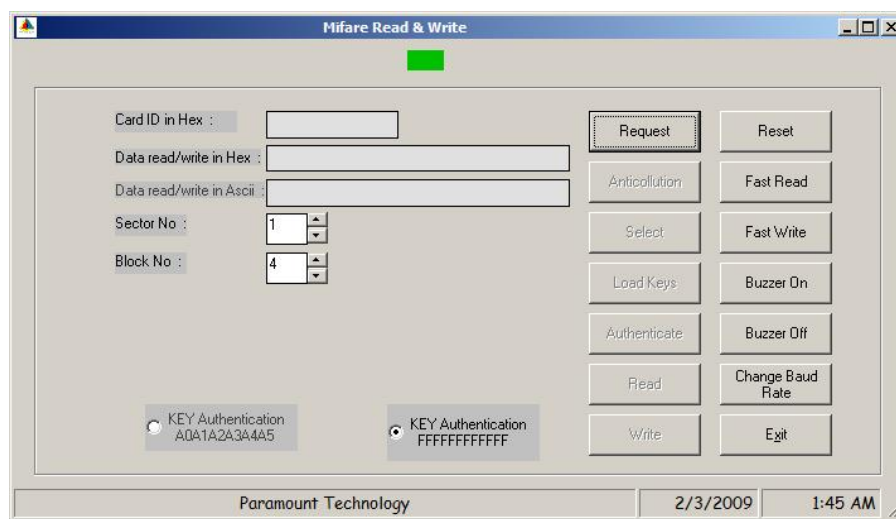 Mifare Read & Write
Card ID in Hex :
Data read/write in Hex :
Data read/write in Ascii :
Sector No :
1
Block No :
4
KEY Authentication
A0A1A2A3A4A5
KEY Authentication
FFFFFFFFFFFF
Request
Reset
Anticollution
Fast Read
Select
Fast Write
Load Keys
Buzzer On
Authenticate
Buzzer Off
Read
Change Baud
Rate
Write
Exit
Paramount Technology
2/3/2009
1:45 AM